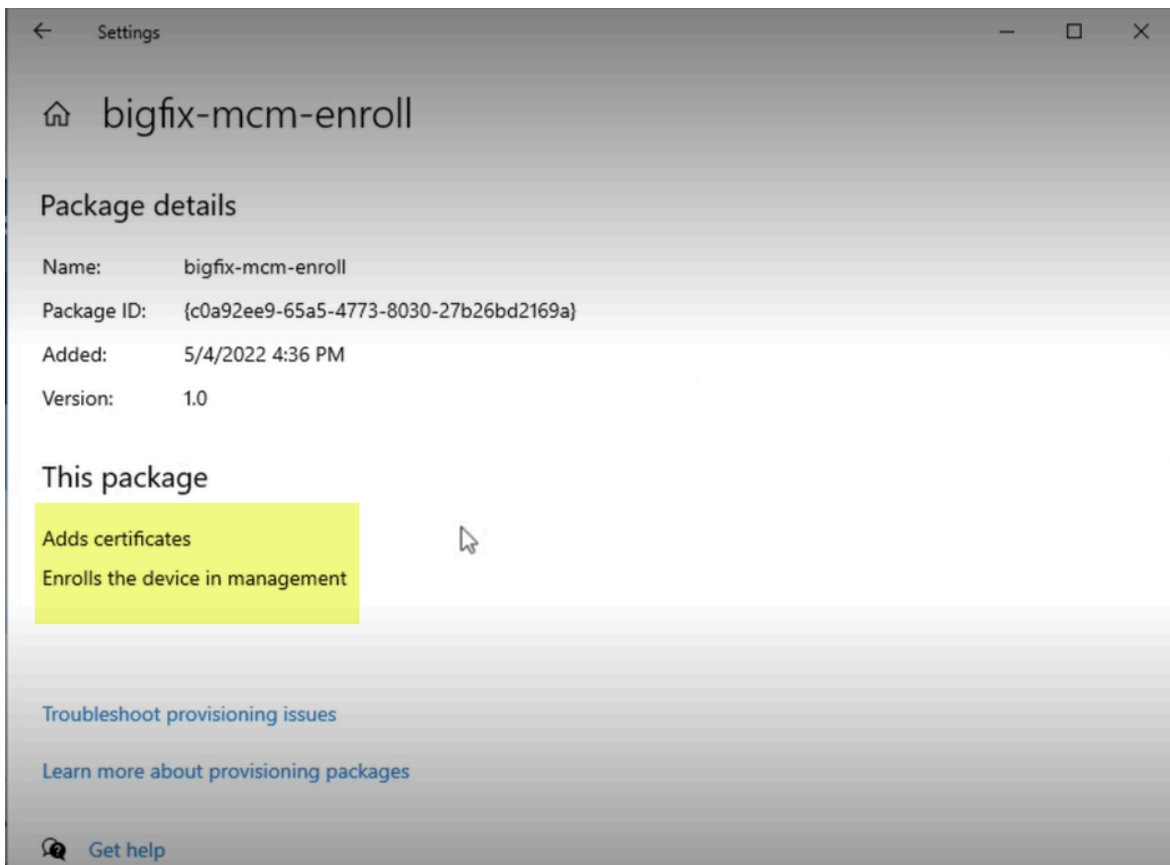 Settings
bigfix-mcm-enroll
Package details
Name: bigfix-mcm-enroll
Package ID: {c0a92ee9-65a5-4773-8030-27b26bd2169a}
Added: 5/4/2022 4:36 PM
Version: 1.0
This package
Adds certificates
Enrolls the device in management
Troubleshoot provisioning issues
Learn more about provisioning packages
Get help